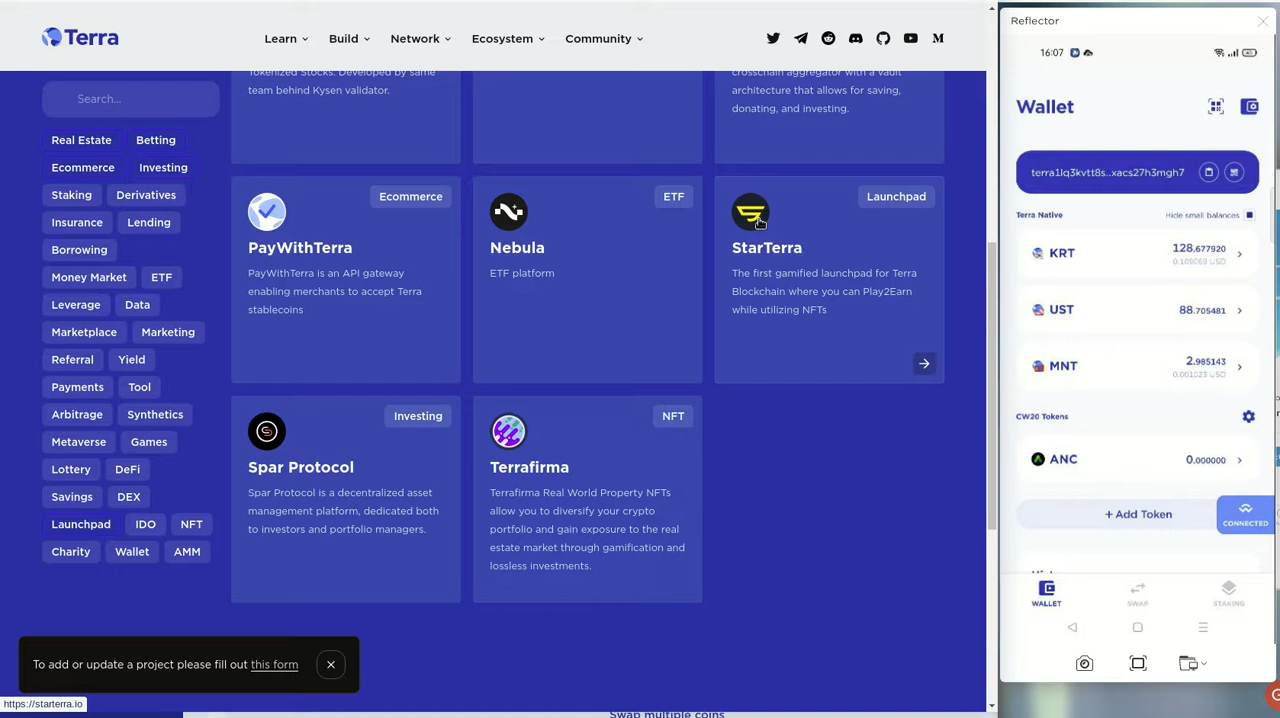 Terra
Learn
Build
Network
Ecosystem
Community
Search...
Real Estate
Betting
Ecommerce
Investing
Staking
Derivatives
Insurance
Lending
Borrowing
Money Market
ETF
Leverage
Data
Marketplace
Marketing
Referral
Yield
Payments
Tool
Arbitrage
Synthetics
Metaverse
Games
Lottery
DeFi
Savings
DEX
Launchpad
IDO
NFT
Charity
Wallet
AMM
Tokenized Stocks. Developed by same
team behind Kysen validator.
crosschain aggregator with a vault
architecture that allows for saving,
donating, and investing.
Ecommerce
PayWithTerra
PayWithTerra is an API gateway
enabling merchants to accept Terra
stablecoins
ETF
Nebula
ETF platform
Launchpad
StarTerra
The first gamified launchpad for Terra
Blockchain where you can Play2Earn
while utilizing NFTs
Investing
Spar Protocol
Spar Protocol is a decentralized asset
management platform, dedicated both
to investors and portfolio managers.
NFT
Terrafirma
Terrafirma Real World Property NFTs
allow you to diversify your crypto
portfolio and gain exposure to the real
estate market through gamification and
lossless investments.
To add or update a project please fill out this form
https://starterra.io
Swap multiple coins
Reflector
16:07
Wallet
terra1lq3kvtt8s..xacs27h3mgh7
Terra Native
Hide small balances
KRT
128.677920
0.109069 USD
UST
88.705481
MNT
2.985143
0.001023 USD
CW20 Tokens
ANC
0.000000
+ Add Token
CONNECTED
WALLET
SWAP
STAKING